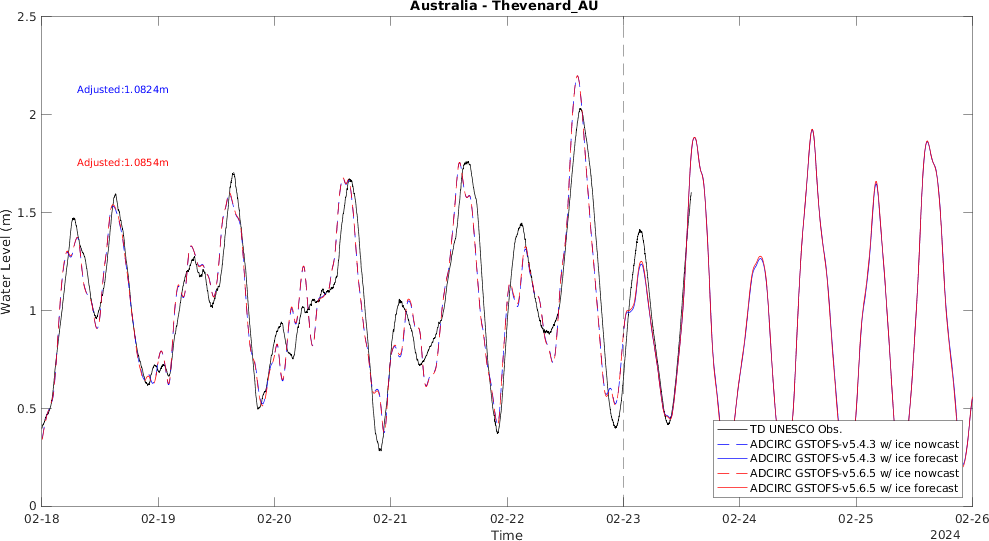 Australia - Thevenard_AU
2.5
2
1.5
1
0.5
0
Water Level (m)
Adjusted:1.0824m
Adjusted:1.0854m
TD UNESCO Obs.
ADCIRC GSTOFS-v5.4.3 w/ ice nowcast
ADCIRC GSTOFS-v5.4.3 w/ ice forecast
ADCIRC GSTOFS-v5.6.5 w/ ice nowcast
ADCIRC GSTOFS-v5.6.5 w/ ice forecast
02-18 02-19 02-20 02-21 02-22 02-23 02-24 02-25 02-26
Time
2024